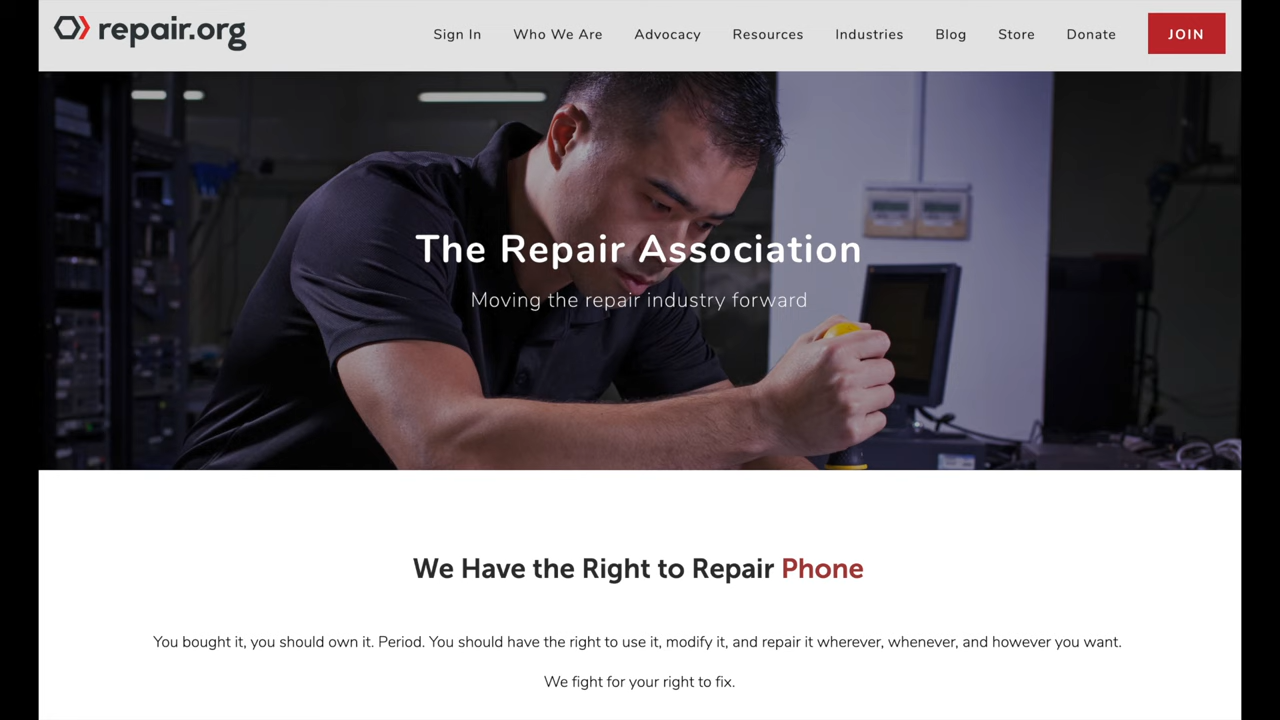 repair.org
Sign In Who We Are Advocacy Resources Industries Blog Store Donate JOIN
The Repair Association
Moving the repair industry forward
We Have the Right to Repair Phone
You bought it, you should own it. Period. You should have the right to use it, modify it, and repair it wherever, whenever, and however you want.
We fight for your right to fix.